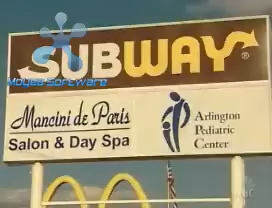 Moyea Software
SUBWAY®
Mancini de Paris
Salon & Day Spa
Arlington
Pediatric
Center